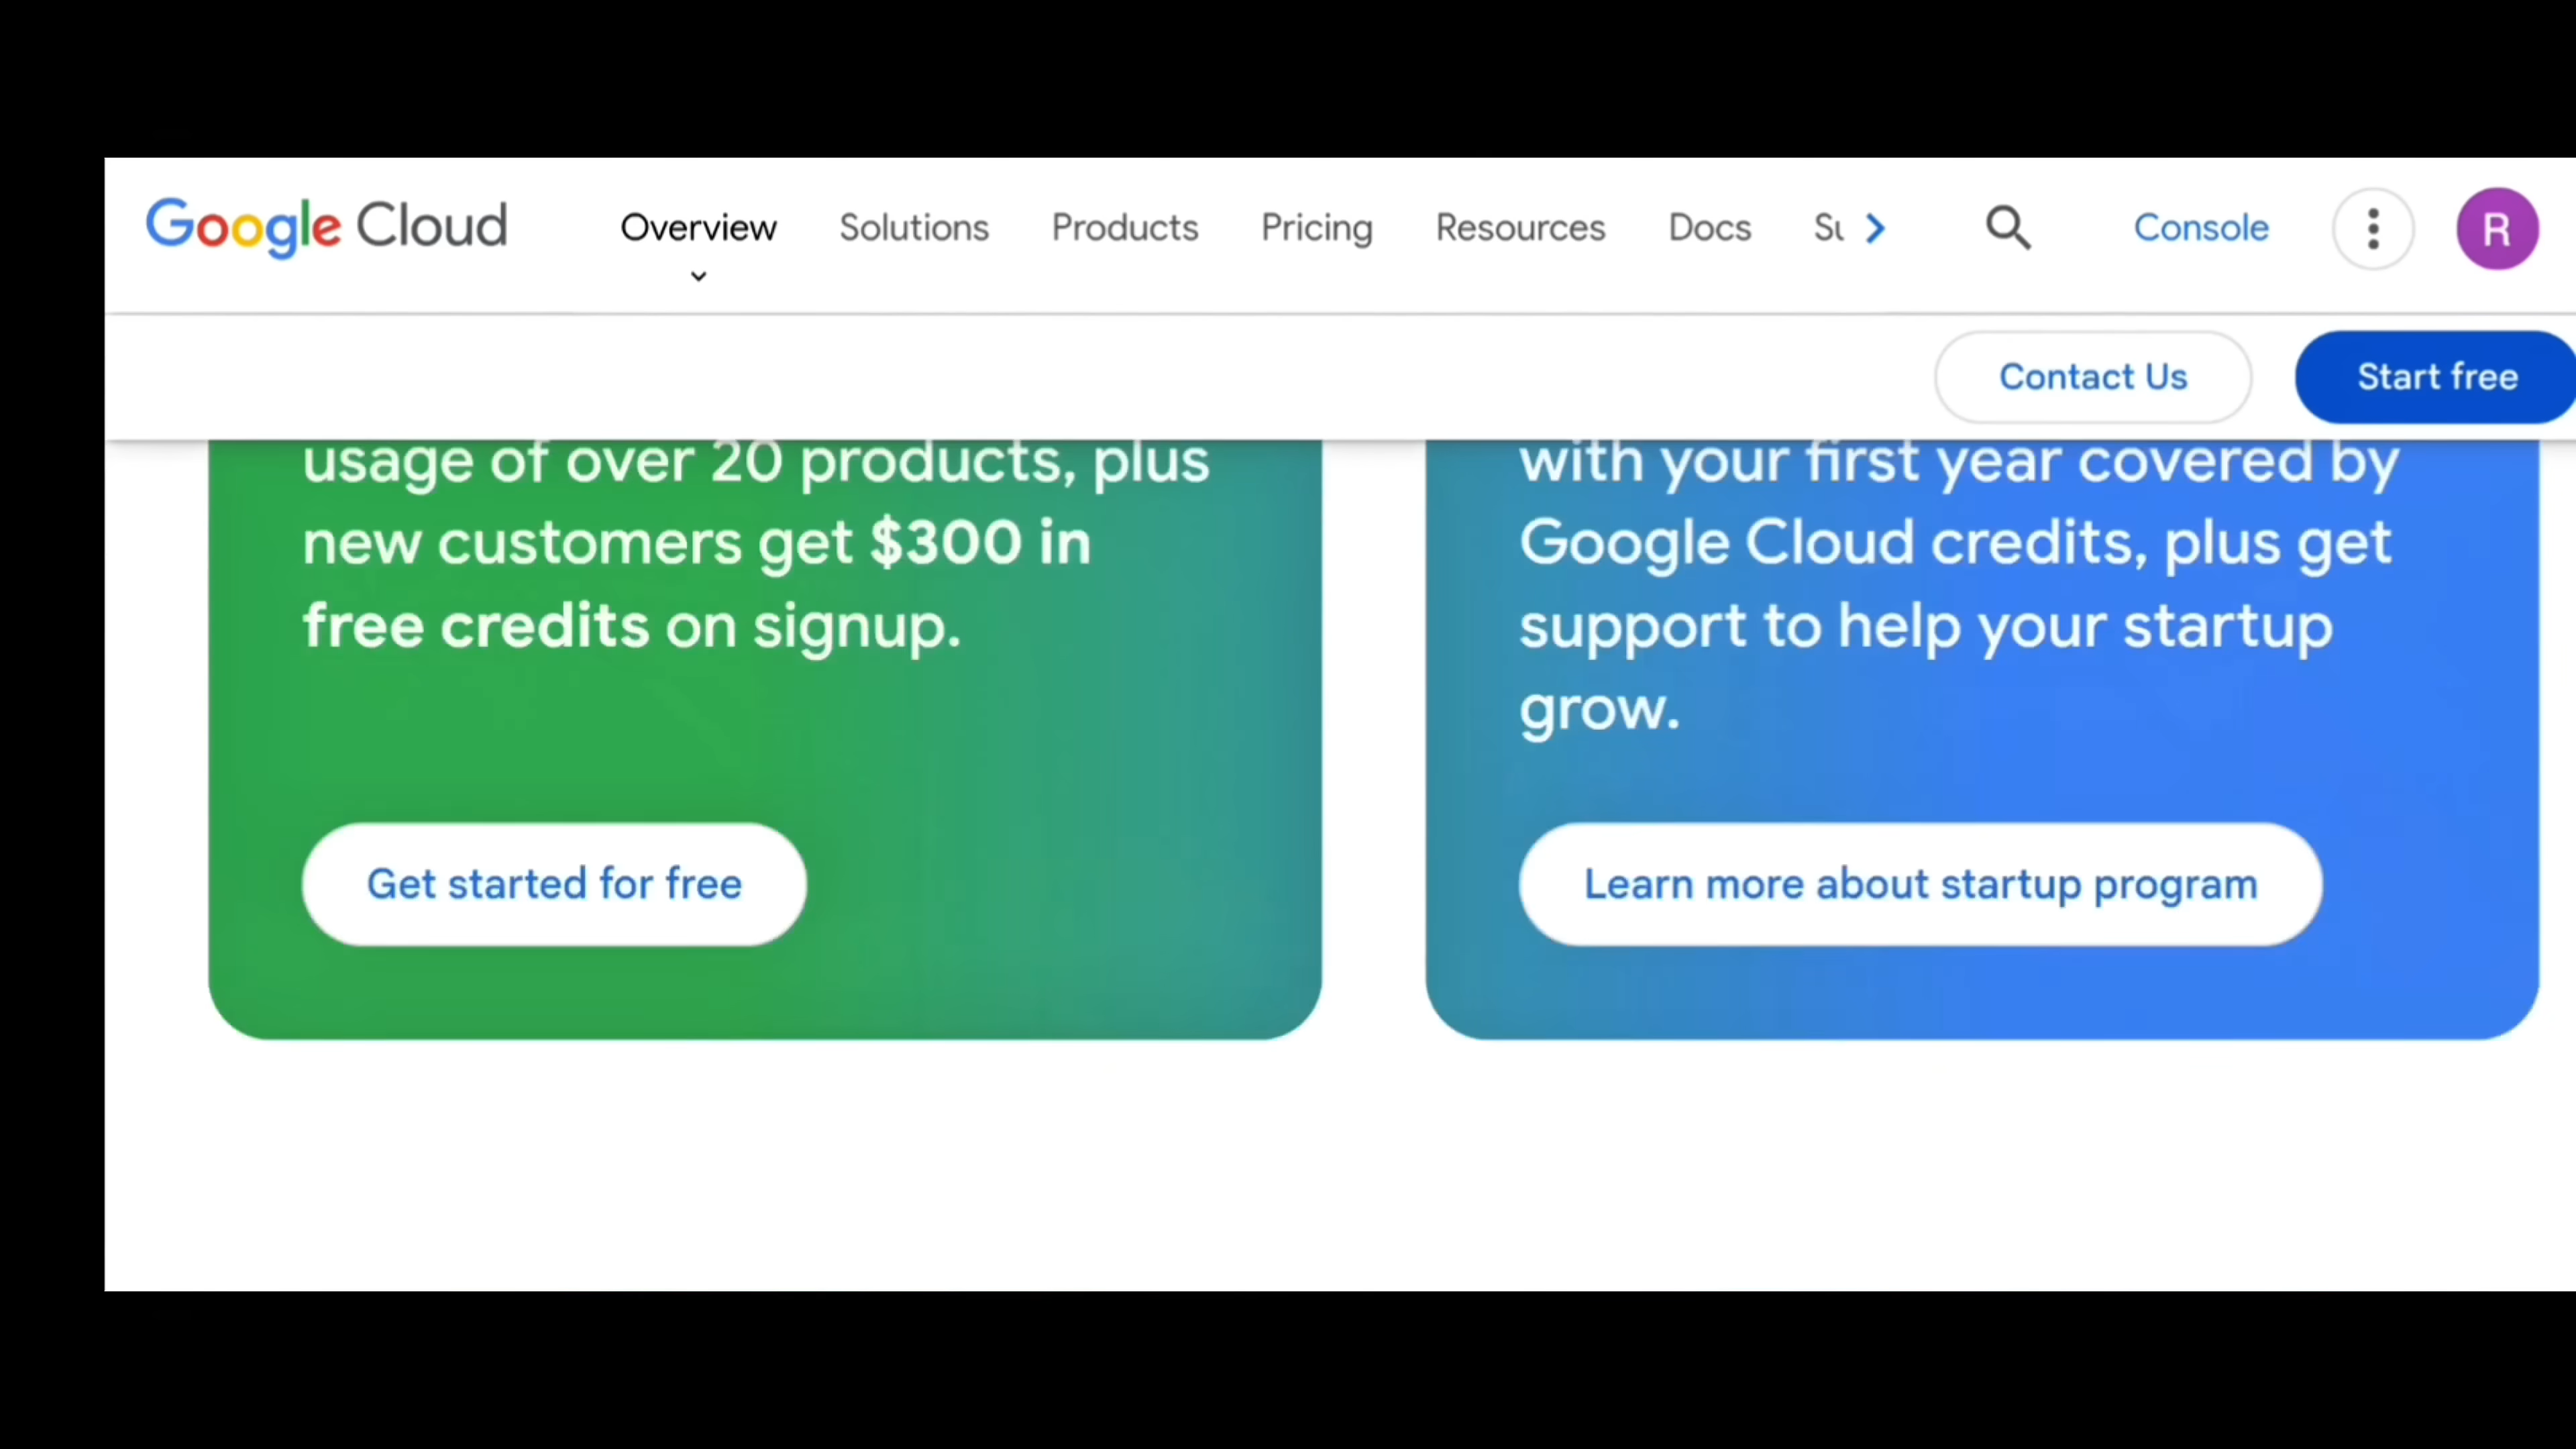 Google Cloud Overview Solutions Products Pricing Resources Docs Su Console R
Contact Us Start free
usage of over 20 products, plus
new customers get $300 in
free credits on signup.
Get started for free
with your first year covered by
Google Cloud credits, plus get
support to help your startup
grow.
Learn more about startup program